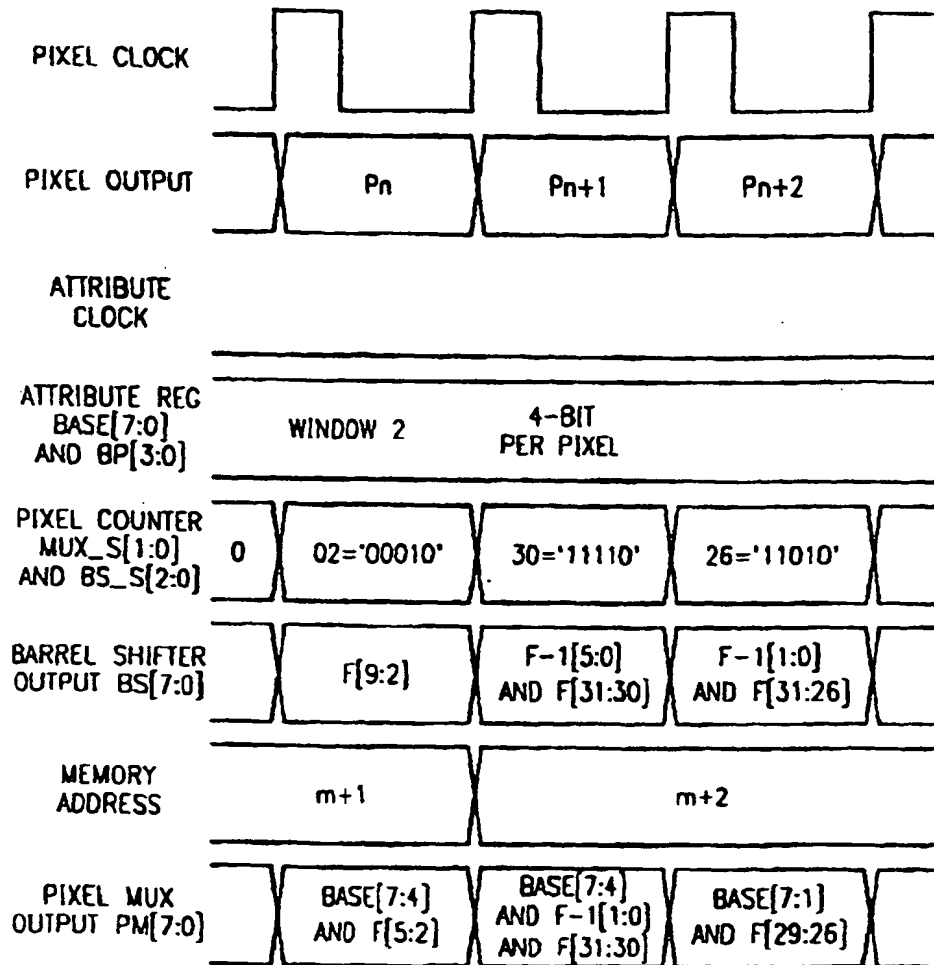 PIXEL CLOCK
PIXEL OUTPUT
Pn
Pn+1
Pn+2
ATTRIBUTE
CLOCK
ATTRIBUTE REG
BASE[7:0]
AND BP[3:0]
WINDOW 2
4-BIT
PER PIXEL
PIXEL COUNTER
MUX_S[1:0]
AND BS_S[2:0]
0
02='00010'
30='11110'
26='11010'
BARREL SHIFTER
OUTPUT BS[7:0]
F[9:2]
F-1[5:0]
AND F[31:30]
F-1[1:0]
AND F[31:26]
MEMORY
ADDRESS
m+1
m+2
PIXEL MUX
OUTPUT PM[7:0]
BASE[7:4]
AND F[5:2]
BASE[7:4]
AND F-1[1:0]
AND F[31:30]
BASE[7:1]
AND F[29:26]